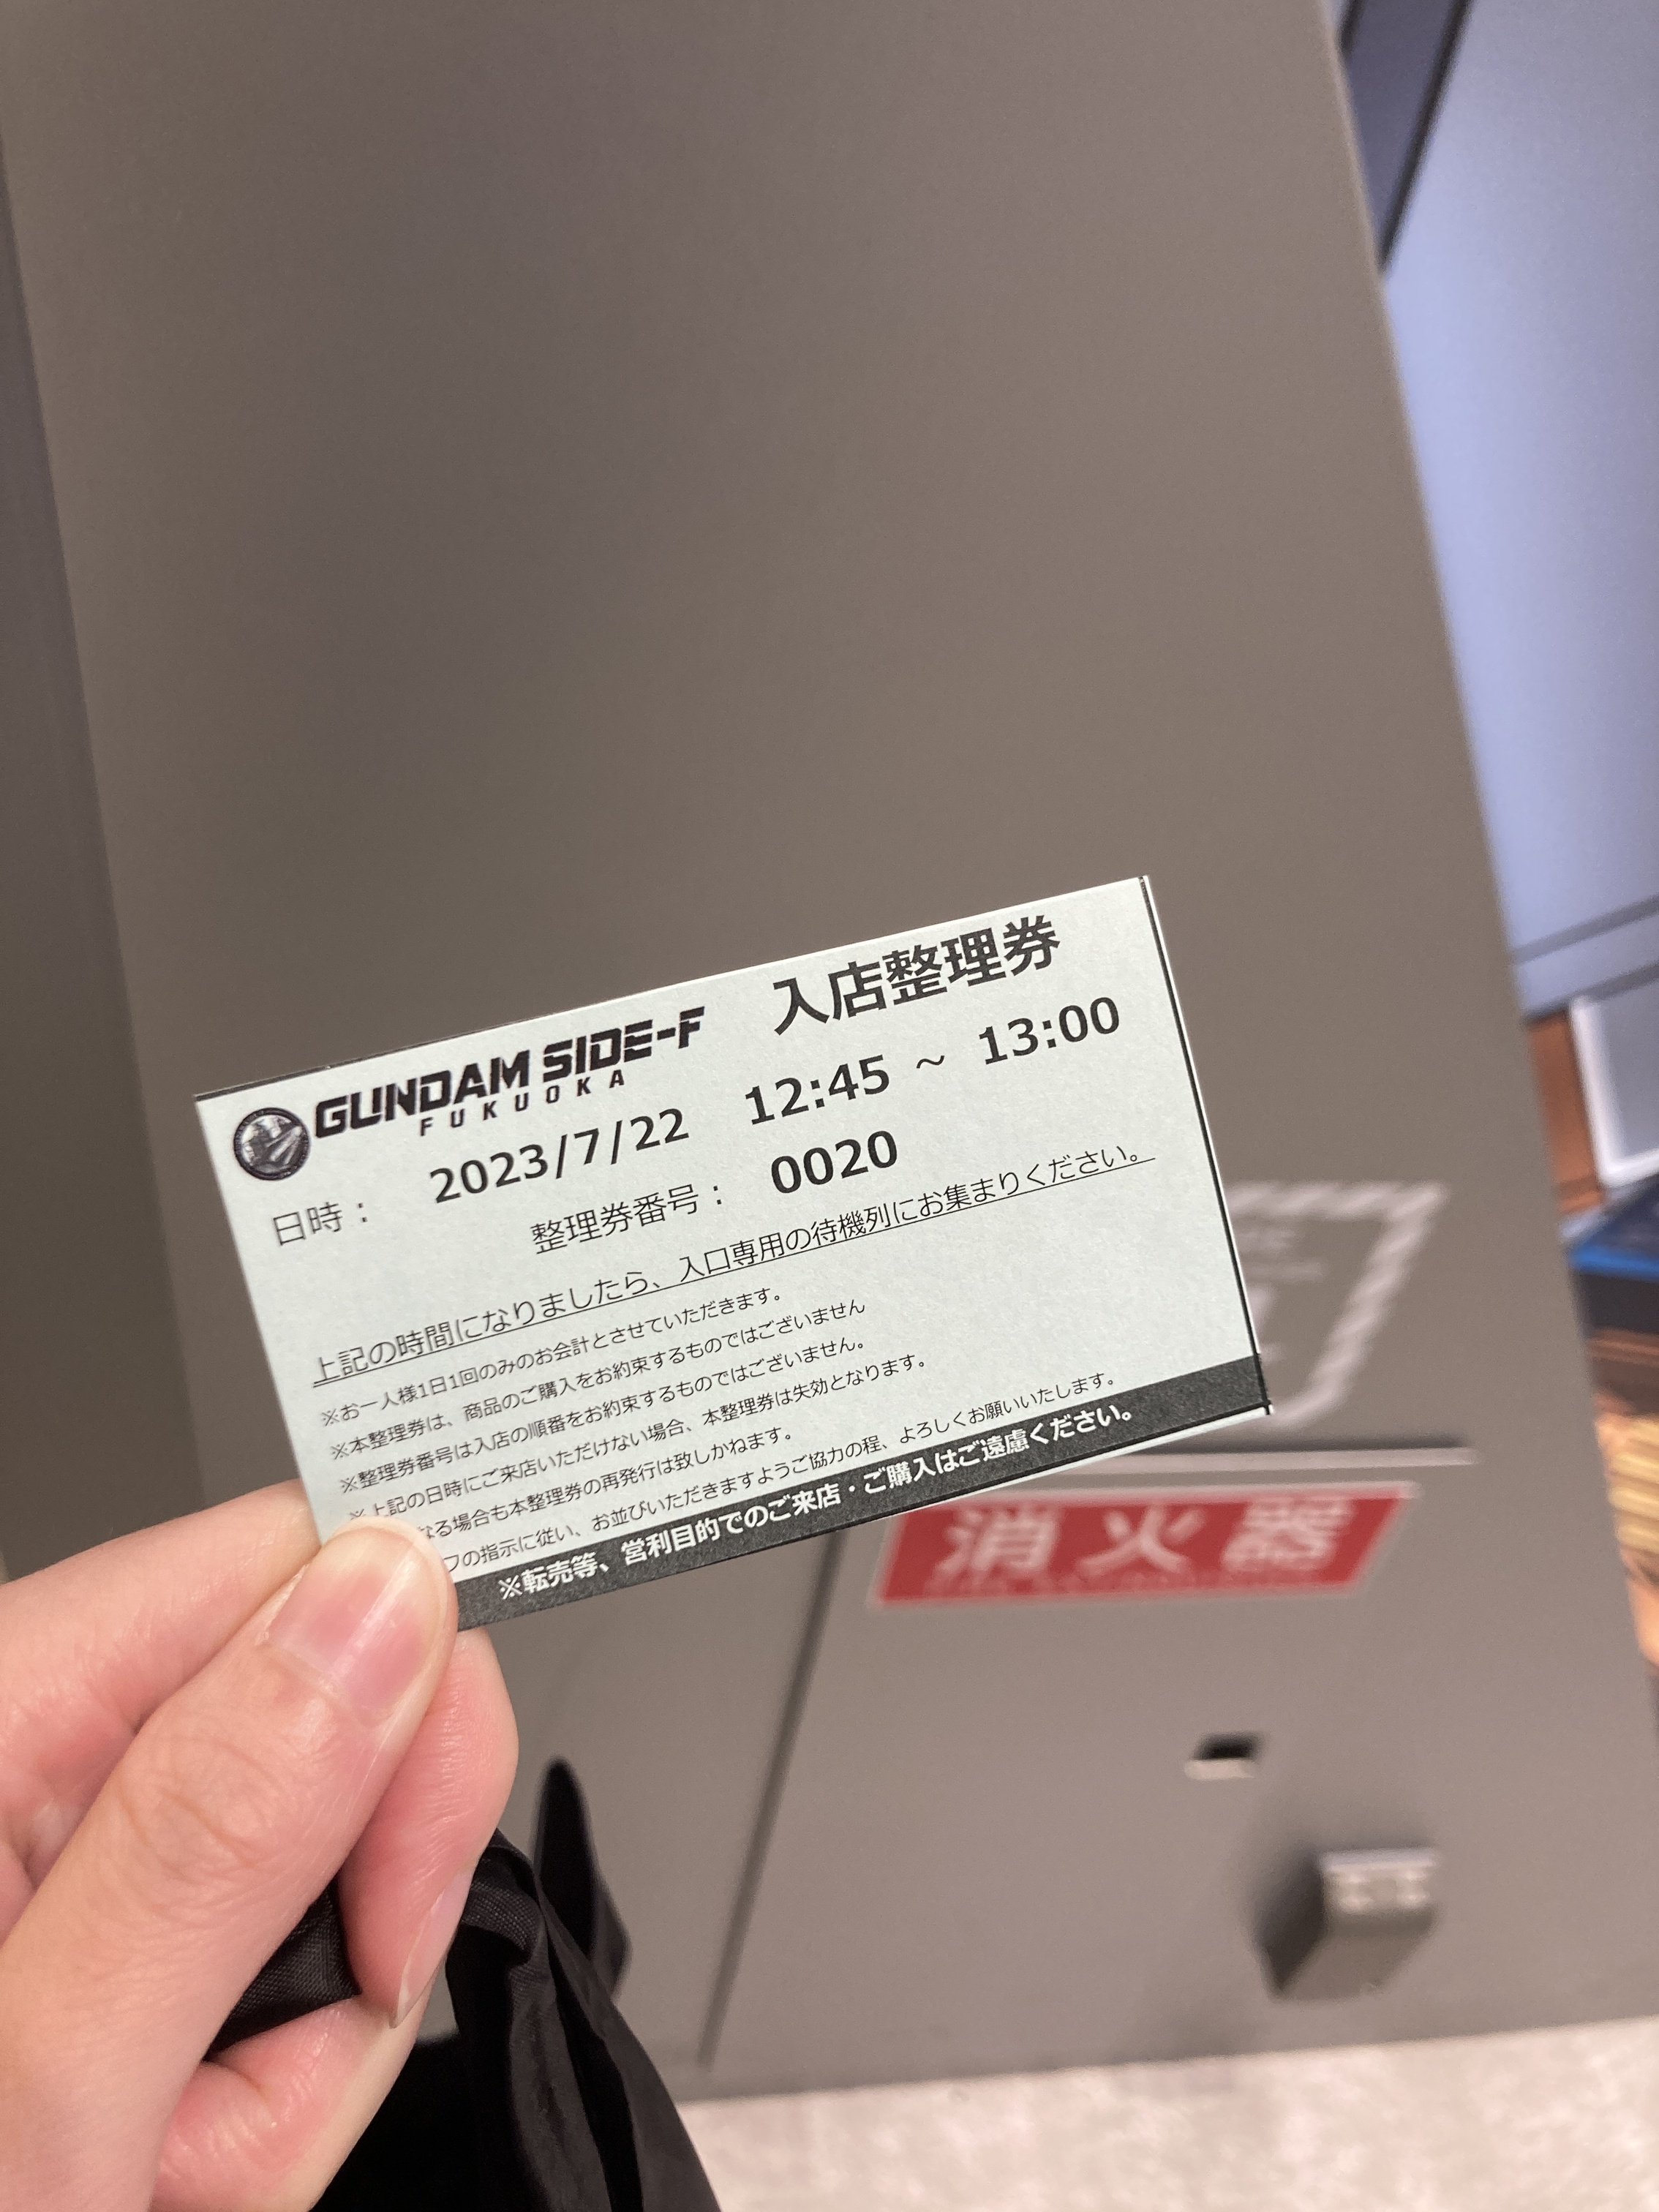 GUNDAM SIDE-F
FUKUOKA
入店整理券
日時： 2023/7/22 12:45 ～ 13:00
整理券番号： 0020
上記の時間になりましたら、入口専用の待機列にお集まりください。
※お一人様1日1回のみのお会計とさせていただきます。
※本整理券は、商品のご購入をお約束するものではございません
※整理券番号は入店の順番をお約束するものではございません。
※上記の日時にご来店いただけない場合、本整理券は失効となります。
なる場合も本整理券の再発行は致しかねます。
フの指示に従い、お並びいただきますようご協力の程、よろしくお願いいたします。
※転売等、営利目的でのご来店・ご購入はご遠慮ください。
消火器